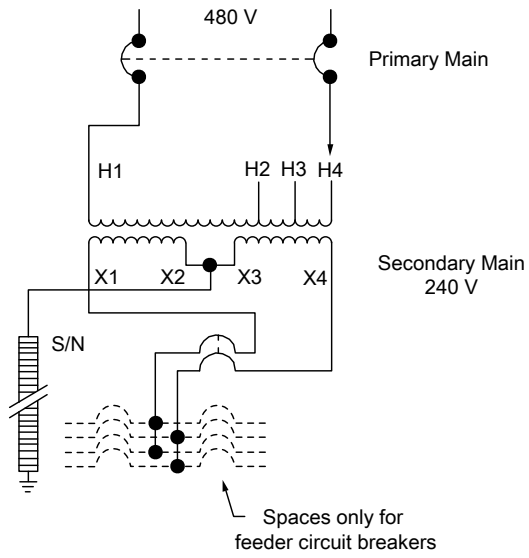 480 V
Primary Main
H1
H2
H3
H4
X1
X2
X3
X4
Secondary Main
240 V
S/N
Spaces only for
feeder circuit breakers